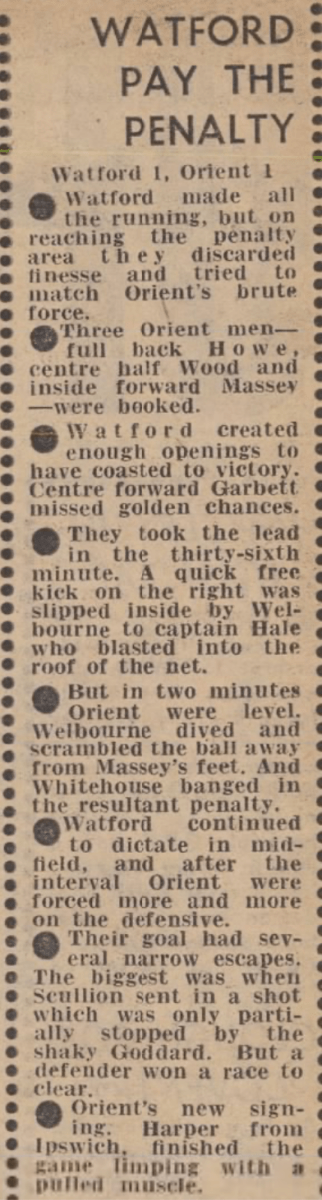 WATFORD
PAY THE
PENALTY
Watford 1, Orient 1
● Watford made all
the running, but on
reaching the penalty
area they discarded
finesse and tried to
match Orient's brute
force.
● Three Orient men—
full back Howe,
centre half Wood and
inside forward Massey
—were booked.
● Watford created
enough openings to
have coasted to victory.
Centre forward Garbett
missed golden chances.
● They took the lead
in the thirty-sixth
minute. A quick free
kick on the right was
slipped inside by Wel-
bourne to captain Hale
who blasted into the
roof of the net.
● But in two minutes
Orient were level.
Welbourne dived and
scrambled the ball away
from Massey's feet. And
Whitehouse banged in
the resultant penalty.
● Watford continued
to dictate in mid-
field, and after the
interval Orient were
forced more and more
on the defensive.
● Their goal had sev-
eral narrow escapes.
The biggest was when
Scullion sent in a shot
which was only parti-
ally stopped by the
shaky Goddard. But a
defender won a race to
clear.
● Orient's new sign-
ing. Harper from
Ipswich, finished the
game limping with a
pulled muscle.